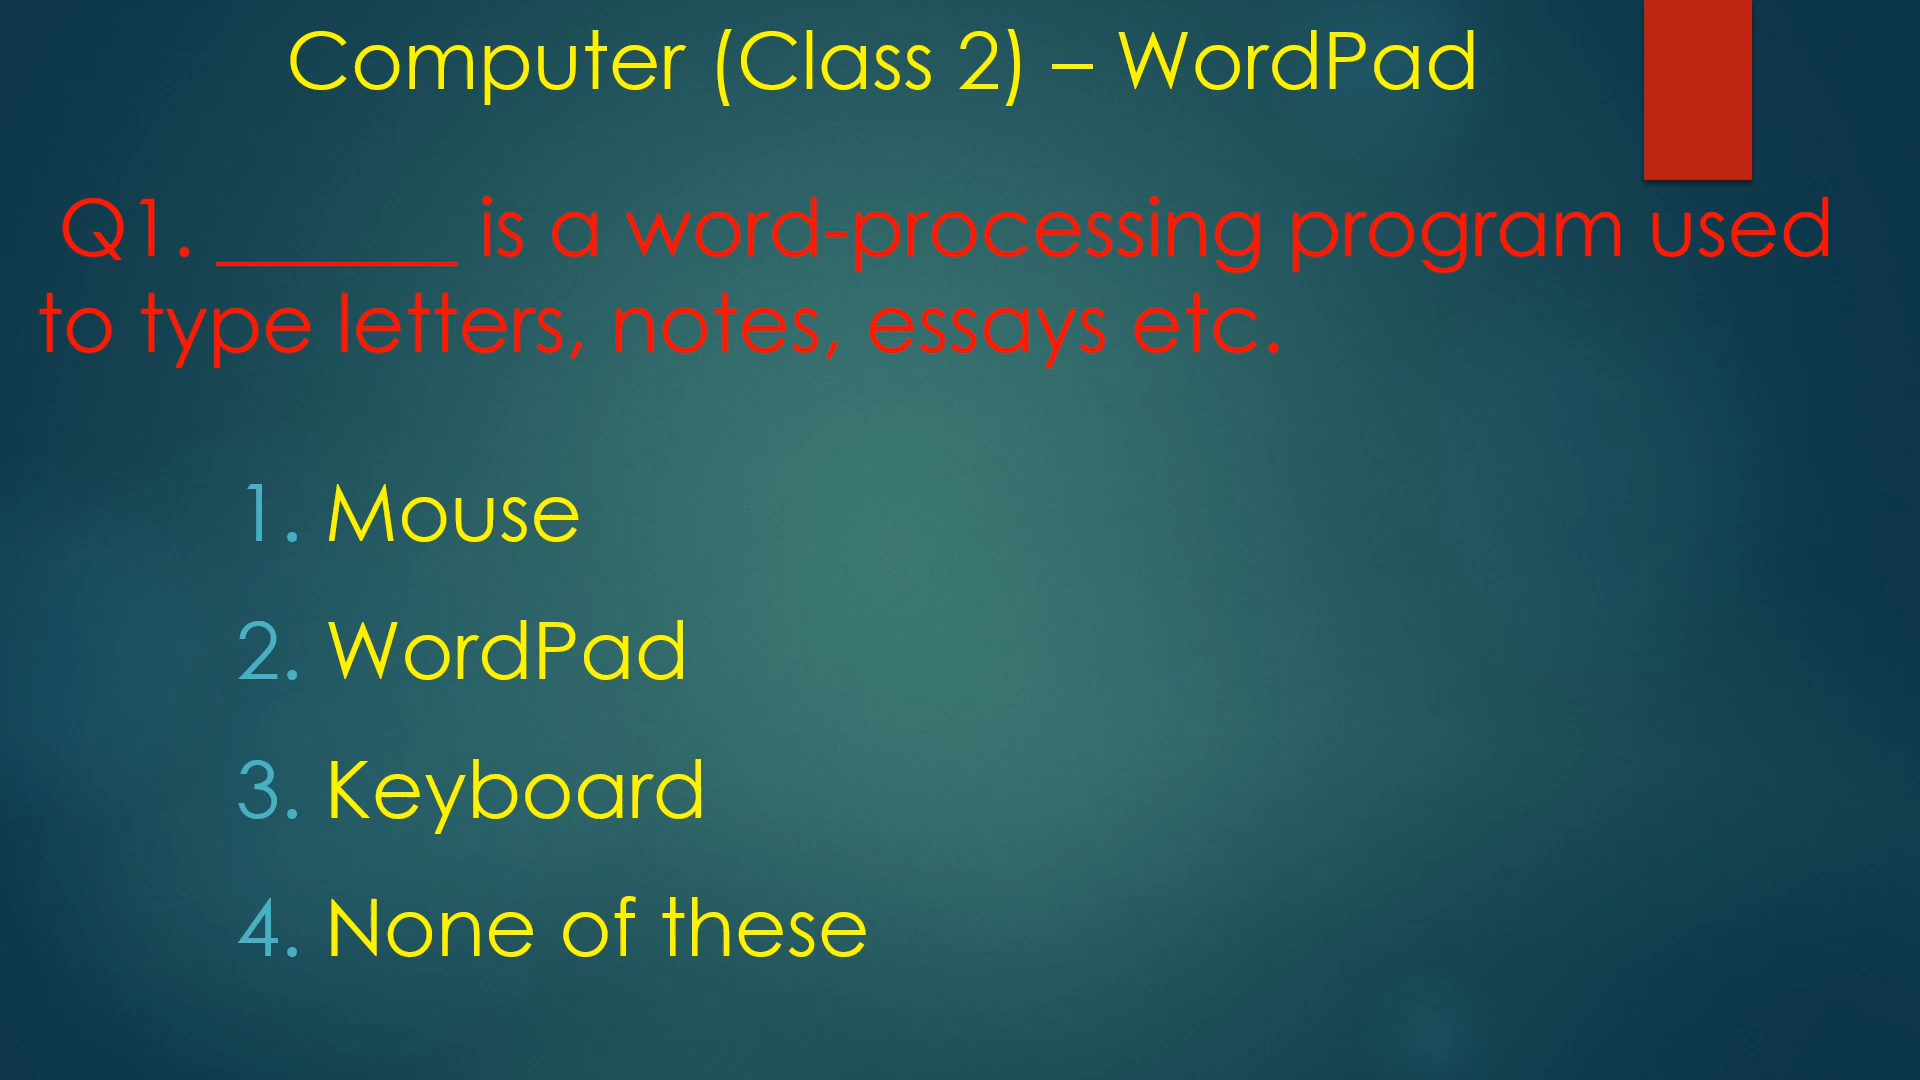 Computer (Class 2) – WordPad
Q1. ______ is a word-processing program used
to type letters, notes, essays etc.
1. Mouse
2. WordPad
3. Keyboard
4. None of these